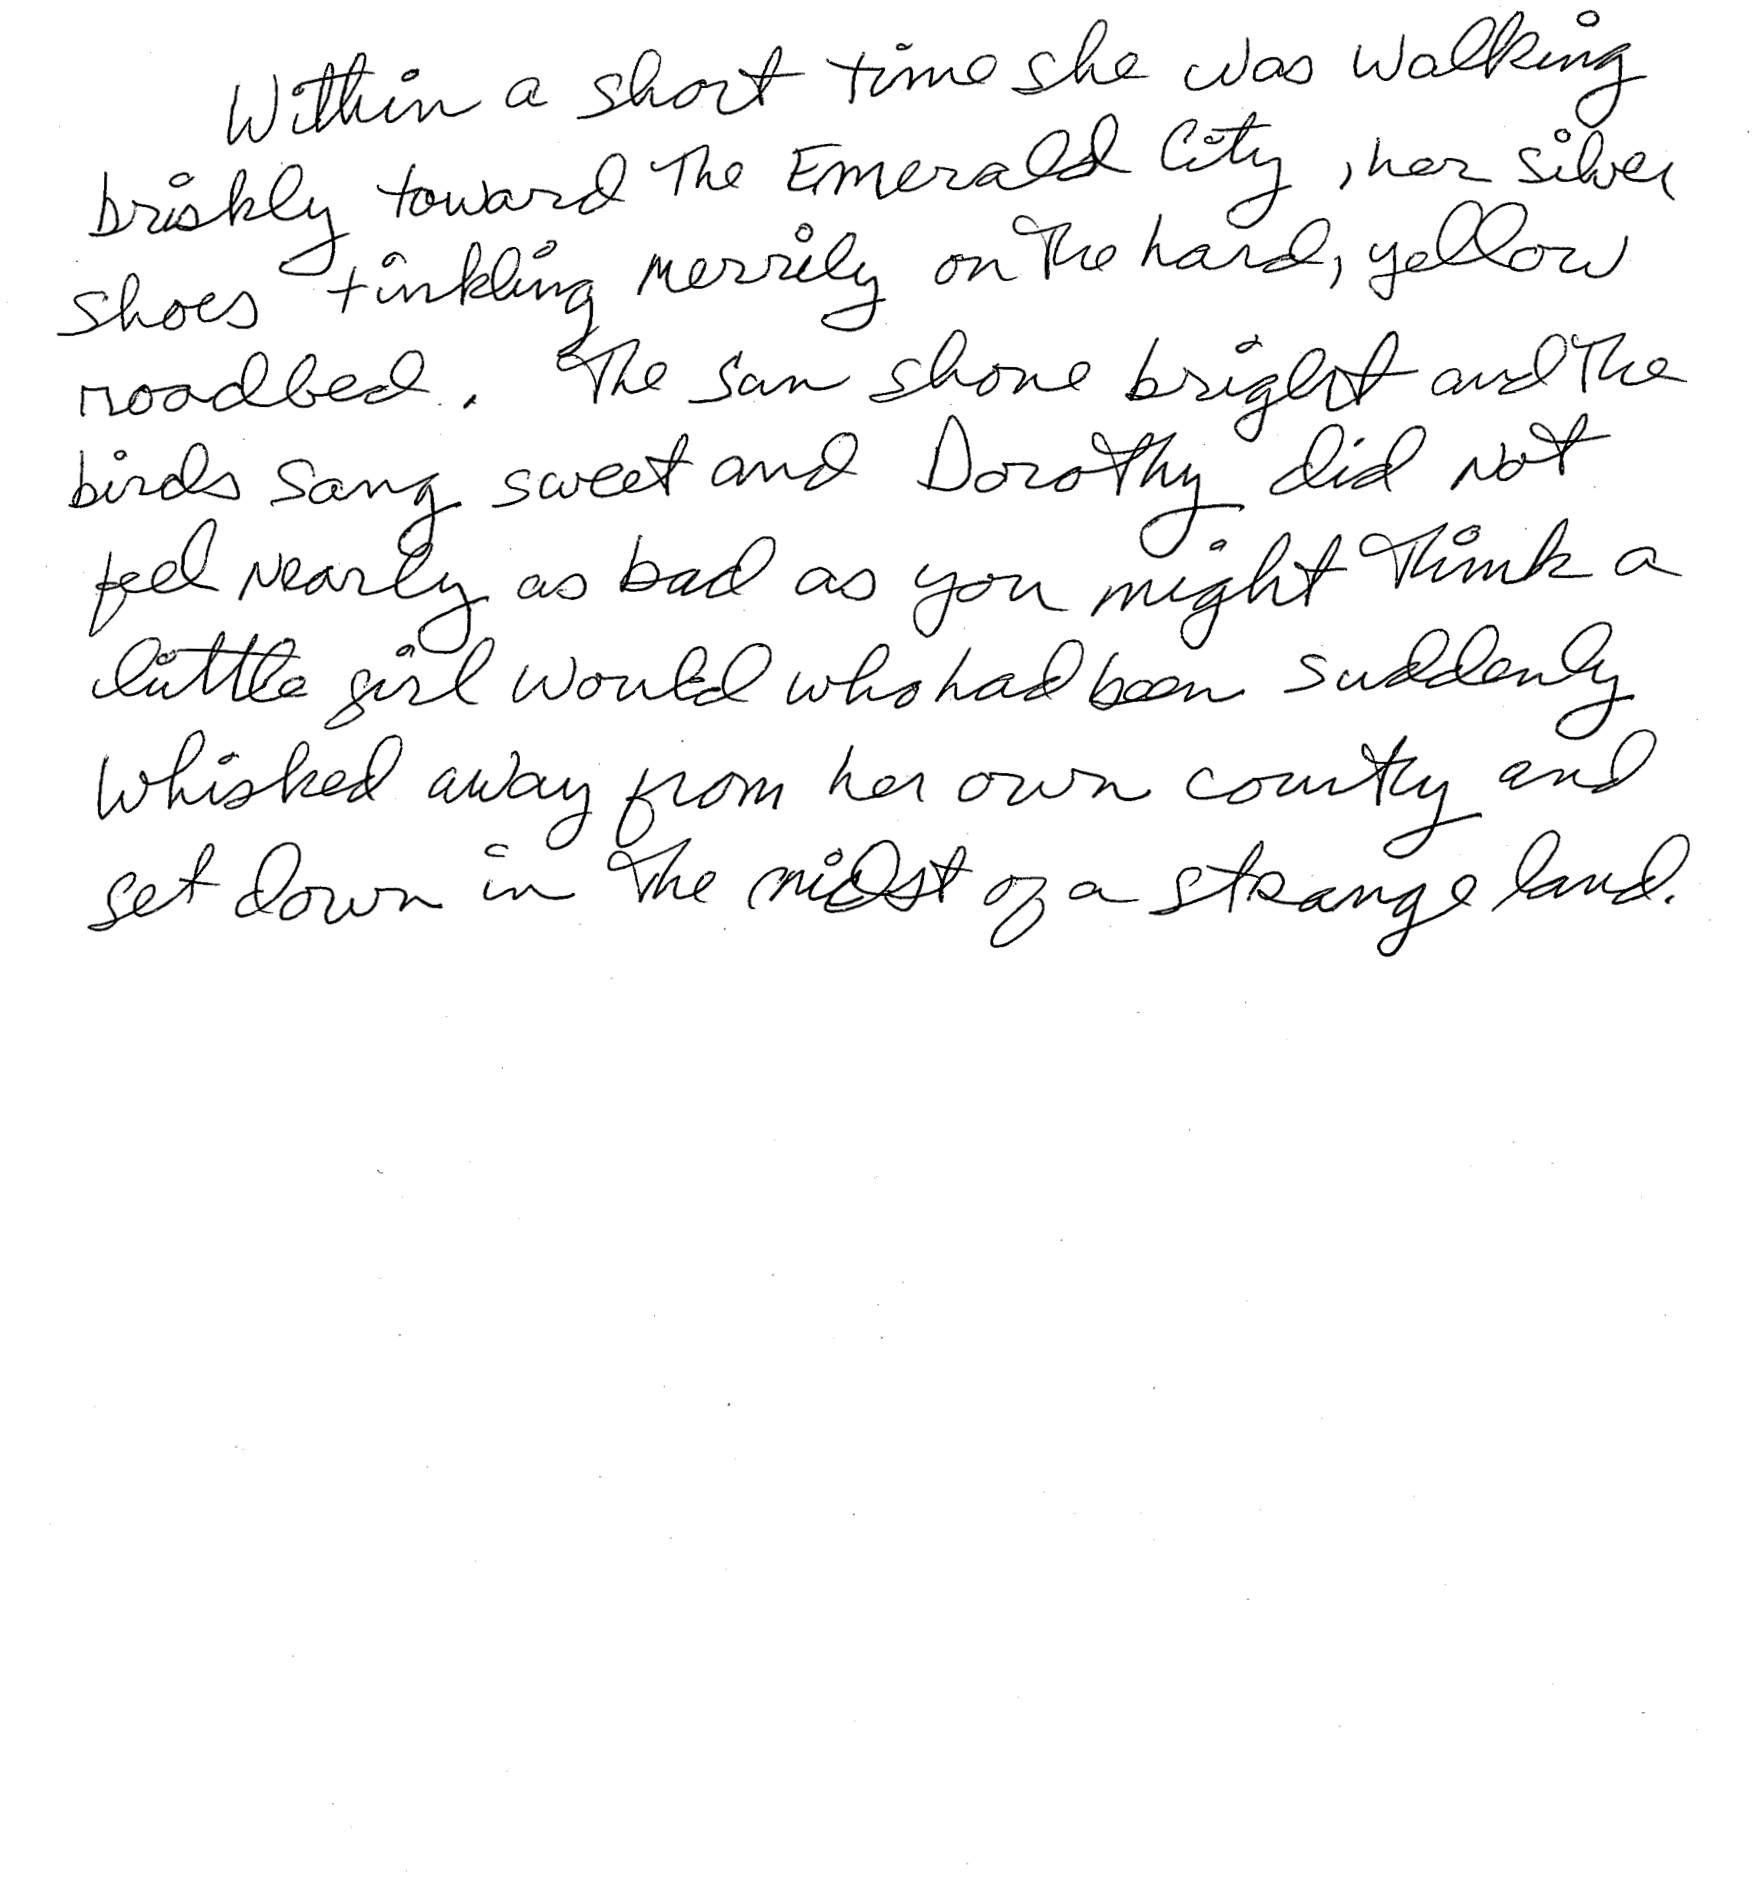 Within a short time she was walking
briskly toward the Emerald City, her silver
shoes tinkling merrily on the hard, yellow
roadbed. The sun shone bright and the
birds sang sweet and Dorothy did not
feel nearly as bad as you might think a
little girl would who had been suddenly
whisked away from her own country and
set down in the midst of a strange land.